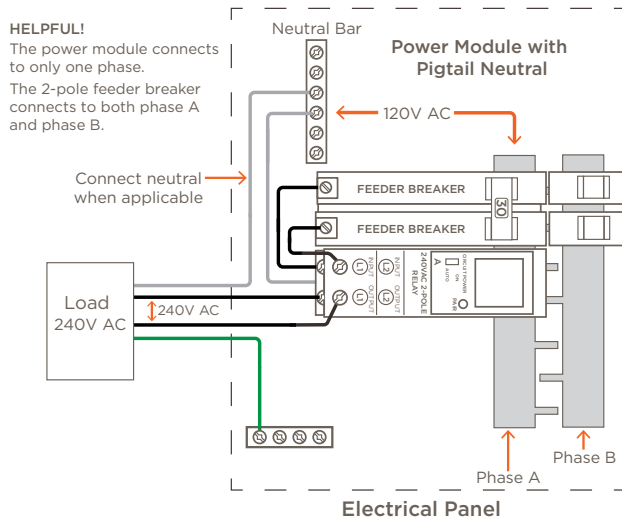 HELPFUL!
The power module connects
to only one phase.
The 2-pole feeder breaker
connects to both phase A
and phase B.
Neutral Bar
Power Module with
Pigtail Neutral
120V AC
Connect neutral
when applicable
FEEDER BREAKER
30
FEEDER BREAKER
L1
INPUT
L2
INPUT
L1
OUTPUT
L2
OUTPUT
240VAC 2-POLE
RELAY
A
AUTO
ON
CIRCUIT POWER
PAIR
Load
240V AC
240V AC
Phase A
Phase B
Electrical Panel